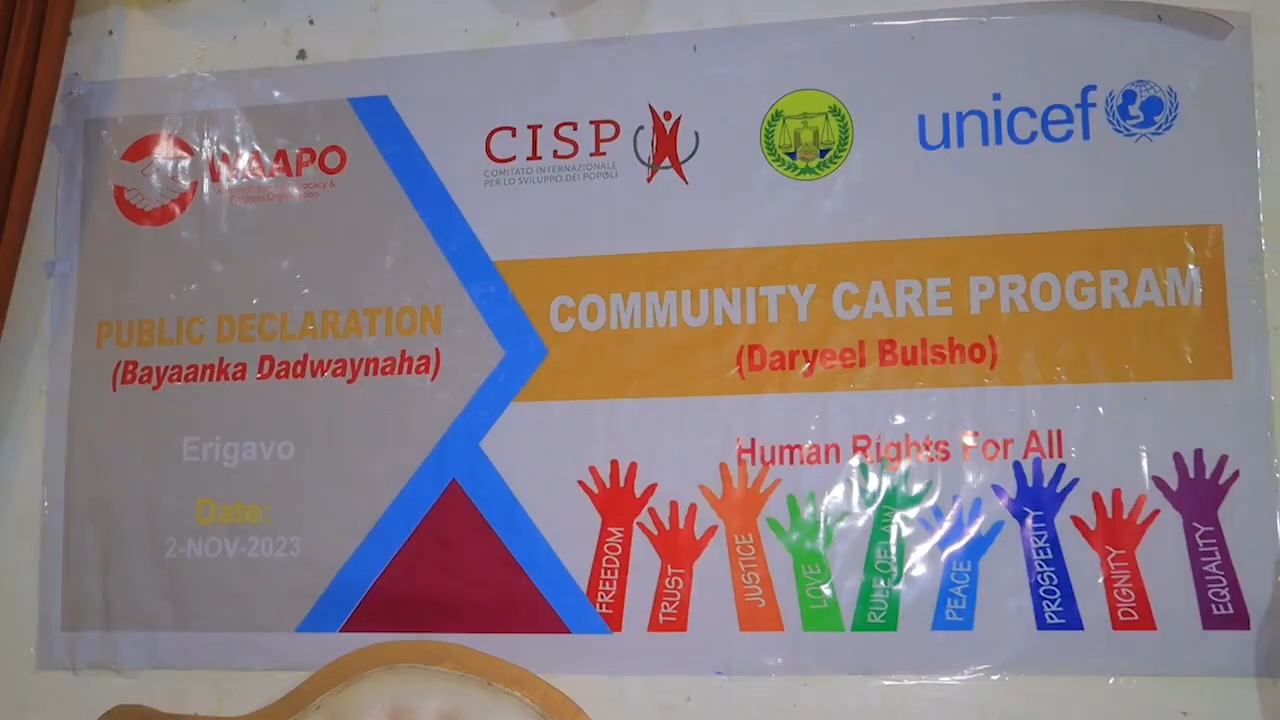 WAAPO
Progress Organization
CISP
COMITATO INTERNAZIONALE
PER LO SVILUPPO DEI POPOLI
unicef
PUBLIC DECLARATION
(Bayaanka Dadwaynaha)
Erigavo
Date:
2-NOV-2023
COMMUNITY CARE PROGRAM
(Daryeel Bulsho)
Human Rights For All
FREEDOM
TRUST
JUSTICE
LOVE
RULE OF LAW
PEACE
PROSPERITY
DIGNITY
EQUALITY